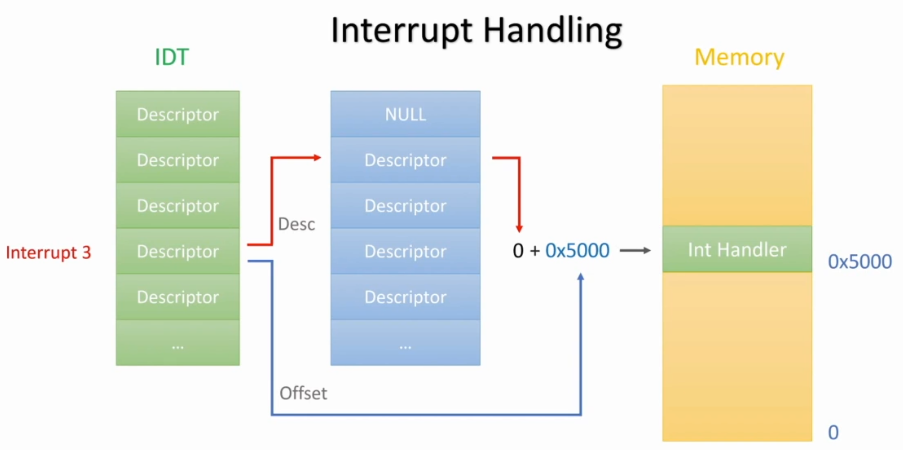 Interrupt Handling
IDT
Memory
Descriptor
Descriptor
Descriptor
Descriptor
Descriptor
...
Interrupt 3
NULL
Descriptor
Descriptor
Descriptor
Descriptor
...
Desc
Offset
0 + 0x5000
Int Handler
0x5000
0